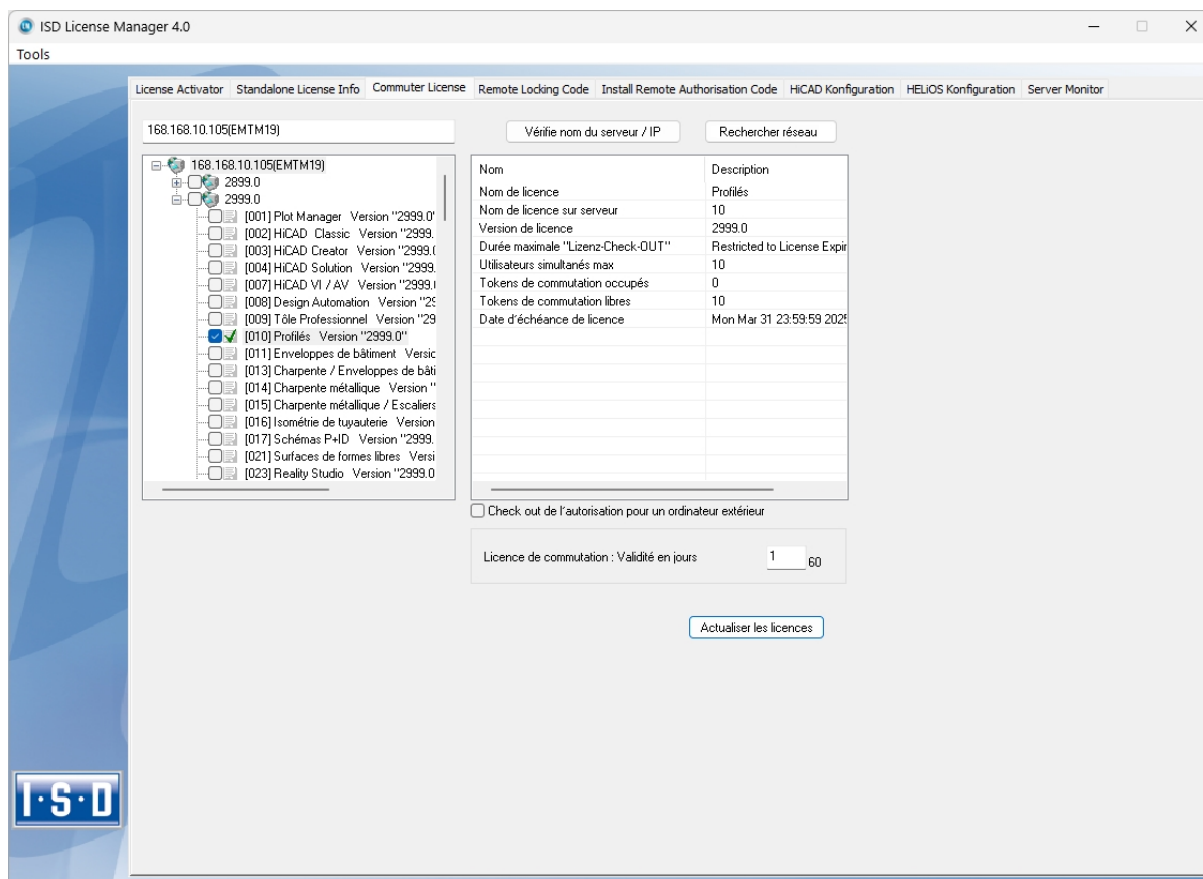 ISD License Manager 4.0
Tools
License Activator Standalone License Info Commuter License Remote Locking Code Install Remote Authorisation Code HiCAD Konfiguration HELiOS Konfiguration Server Monitor
168.168.10.105(EMTM19)
Vérifie nom du serveur / IP
Rechercher réseau
168.168.10.105(EMTM19)
2899.0
2999.0
[001] Plot Manager Version "2999.0"
[002] HiCAD Classic Version "2999.
[003] HiCAD Creator Version "2999.(
[004] HiCAD Solution Version "2999.
[007] HiCAD VI / AV Version "2999.
[008] Design Automation Version "29
[009] Tôle Professionnel Version "29
[010] Profilés Version "2999.0"
[011] Enveloppes de bâtiment Versic
[013] Charpente / Enveloppes de bâti
[014] Charpente métallique Version "
[015] Charpente métallique / Escaliers
[016] Isométrie de tuyauterie Version
[017] Schémas P+ID Version "2999.
[021] Surfaces de formes libres Versi
[023] Reality Studio Version "2999.0
Nom Description
Nom de licence Profilés
Nom de licence sur serveur 10
Version de licence 2999.0
Durée maximale "Lizenz-Check-OUT" Restricted to License Expir
Utilisateurs simultanés max 10
Tokens de commutation occupés 0
Tokens de commutation libres 10
Date d'échéance de licence Mon Mar 31 23:59:59 2025
Check out de l'autorisation pour un ordinateur extérieur
Licence de commutation : Validité en jours 1 60
Actualiser les licences
I·S·D